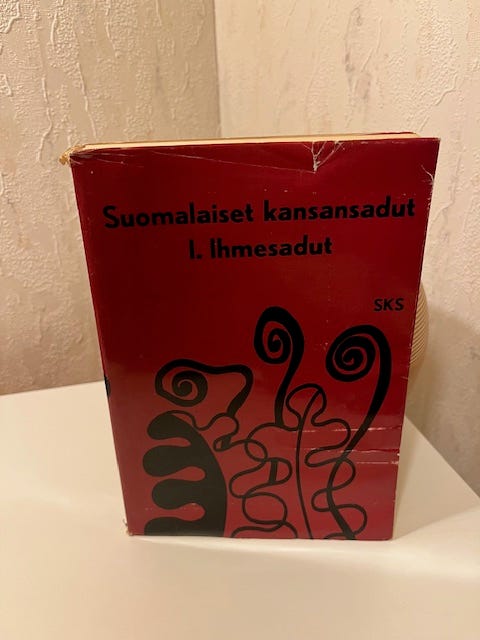 Suomalaiset kansansadut
I. Ihmesadut
SKS